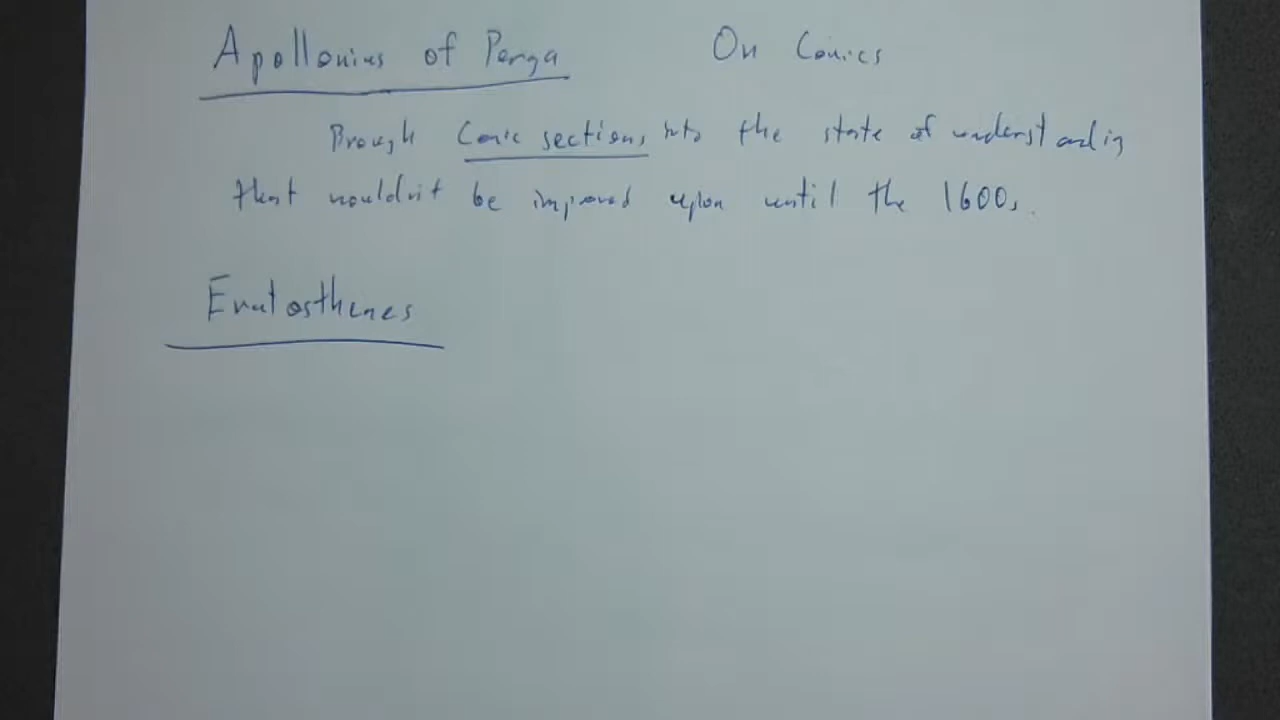 Apollonius of Perga On Conics
Brough Conic sections into the state of understanding
that wouldn't be improved upon until the 1600s.
Eratosthenes